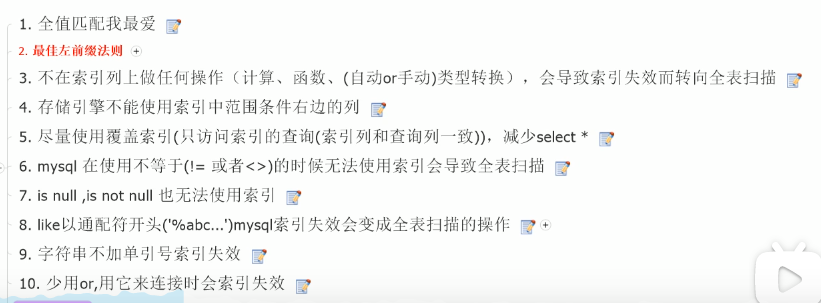 1. 全值匹配我最爱
2. 最佳左前缀法则
3. 不在索引列上做任何操作（计算、函数、(自动or手动)类型转换），会导致索引失效而转向全表扫描
4. 存储引擎不能使用索引中范围条件右边的列
5. 尽量使用覆盖索引(只访问索引的查询(索引列和查询列一致))，减少select *
6. mysql 在使用不等于(!= 或者<>)的时候无法使用索引会导致全表扫描
7. is null ,is not null 也无法使用索引
8. like以通配符开头('%abc...')mysql索引失效会变成全表扫描的操作
9. 字符串不加单引号索引失效
10. 少用or,用它来连接时会索引失效